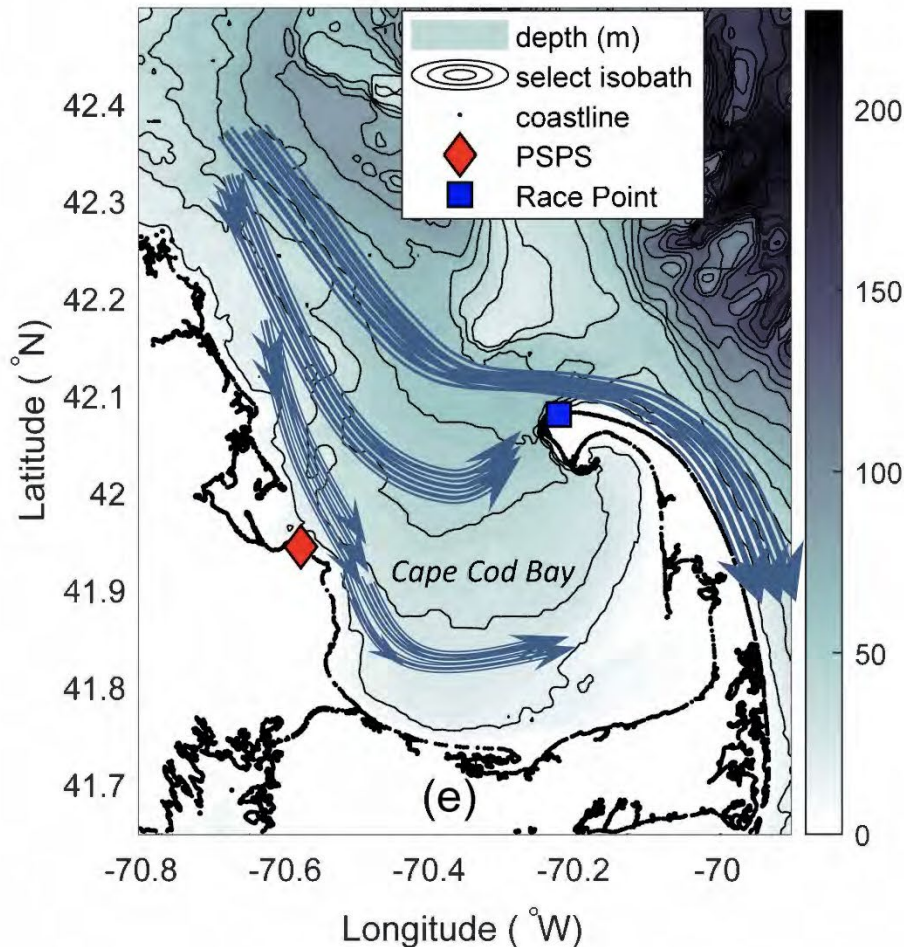 depth (m)
select isobath
coastline
PSPS
Race Point
42.4
42.3
42.2
42.1
42
41.9
41.8
41.7
Latitude ( °N)
Cape Cod Bay
(e)
-70.8
-70.6
-70.4
-70.2
-70
Longitude ( °W)
200
150
100
50
0